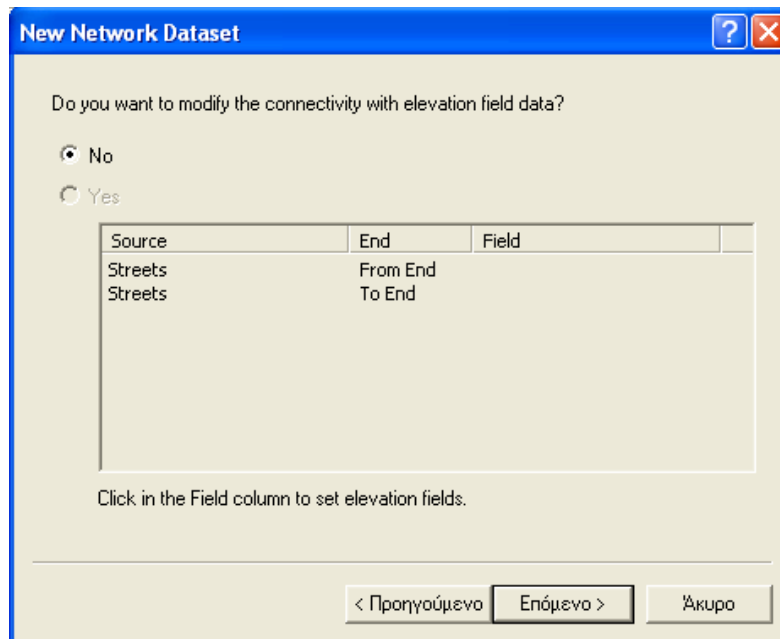 New Network Dataset
Do you want to modify the connectivity with elevation field data?
No
Yes
Source End Field
Streets From End
Streets To End
Click in the Field column to set elevation fields.
< Προηγούμενο Επόμενο > Άκυρο